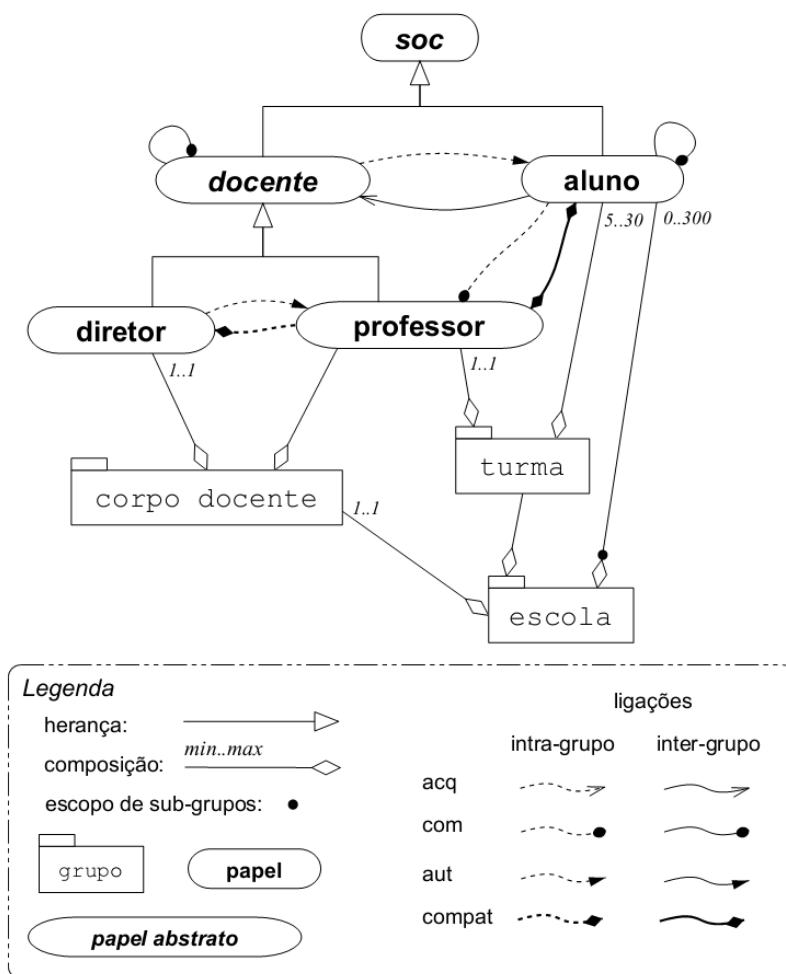 soc
docente
aluno
5..30
0..300
diretor
professor
1..1
1..1
turma
corpo docente
1..1
escola
Legenda
ligações
herança:
min..max
intra-grupo
inter-grupo
composição:
acq
escopo de sub-grupos:
com
grupo
papel
aut
compat
papel abstrato